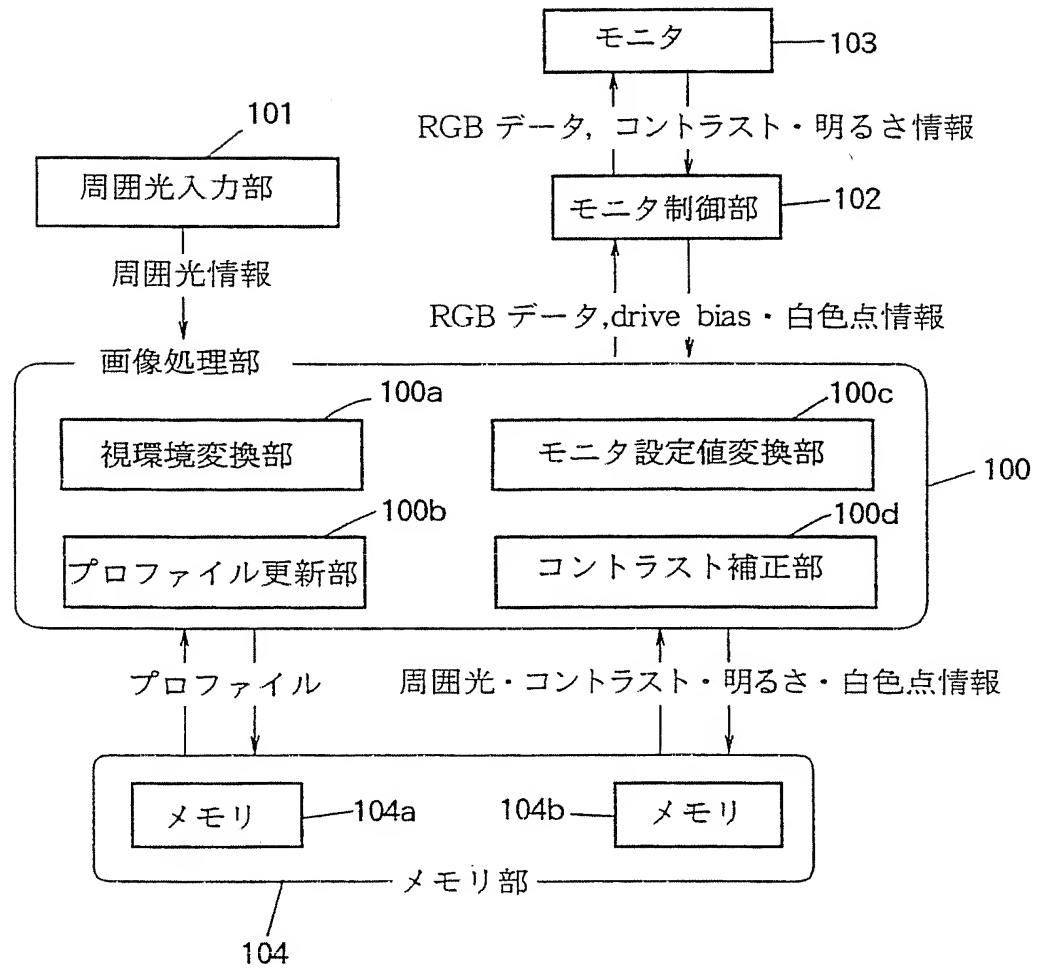 モニタ
103
RGB データ, コントラスト・明るさ情報
101
周囲光入力部
モニタ制御部
102
周囲光情報
RGB データ,drive bias・白色点情報
画像処理部
100a
100c
視環境変換部
モニタ設定値変換部
100
100b
100d
プロファイル更新部
コントラスト補正部
プロファイル
周囲光・コントラスト・明るさ・白色点情報
メモリ
104a
104b
メモリ
メモリ部
104